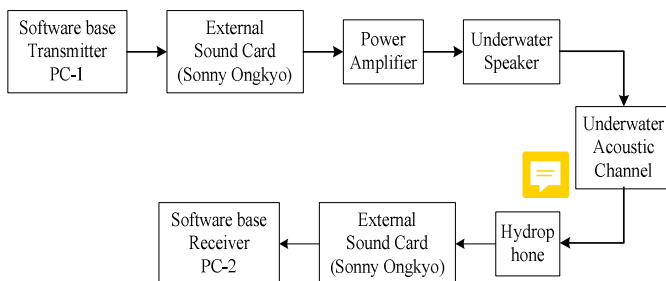 Software base
Transmitter
PC-1
External
Sound Card
(Sonny Ongkyo)
Power
Amplifier
Underwater
Speaker
Underwater
Acoustic
Channel
Hydrop
hone
External
Sound Card
(Sonny Ongkyo)
Software base
Receiver
PC-2